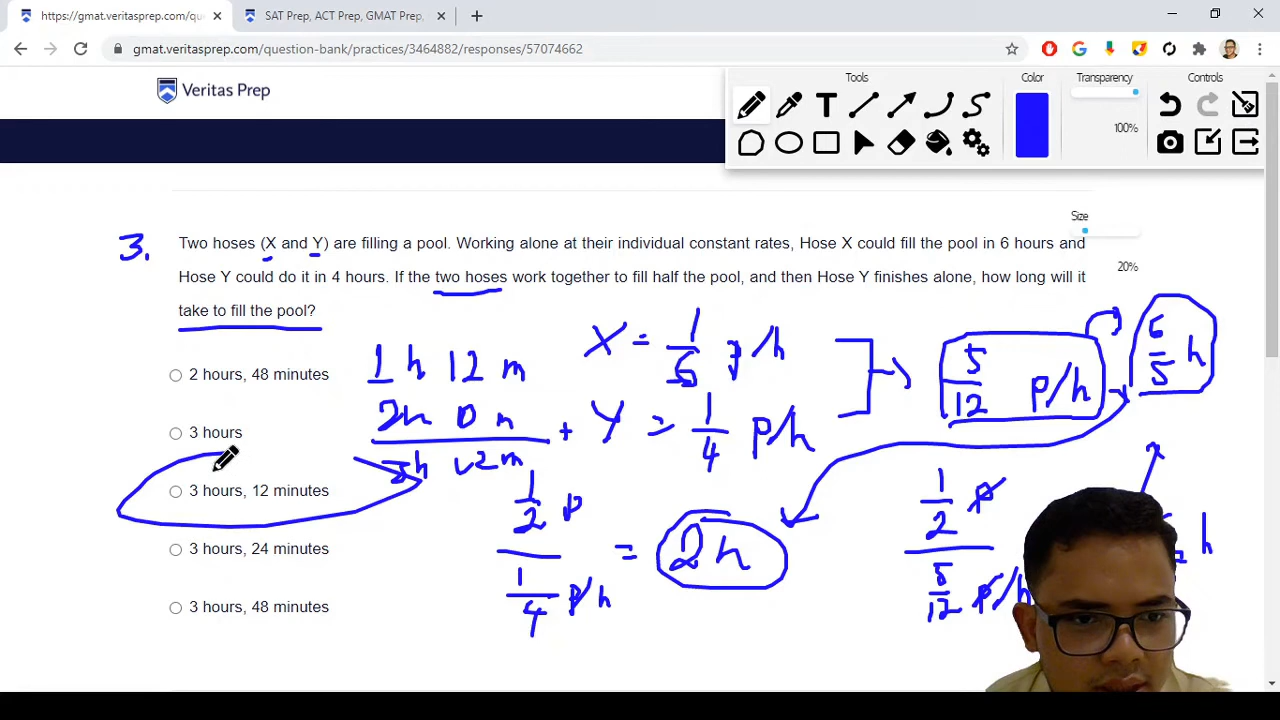 https://gmat.veritasprep.com/qu
SAT Prep, ACT Prep, GMAT Prep,
gmat.veritasprep.com/question-bank/practices/3464882/responses/57074662
Veritas Prep
Tools
Color
Transparency
Controls
100%
Size
20%
3.
Two hoses (X and Y) are filling a pool. Working alone at their individual constant rates, Hose X could fill the pool in 6 hours and
Hose Y could do it in 4 hours. If the two hoses work together to fill half the pool, and then Hose Y finishes alone, how long will it
take to fill the pool?
2 hours, 48 minutes
3 hours
3 hours, 12 minutes
3 hours, 24 minutes
3 hours, 48 minutes
1 h 12 m
2h 0 m
3h 12m
X = 1/6 p/h
+ Y = 1/4 p/h
5/12 p/h
6/5 h
1/2 p
1/4 p/h
= 2h
1/2 p
5/12 p/h
h